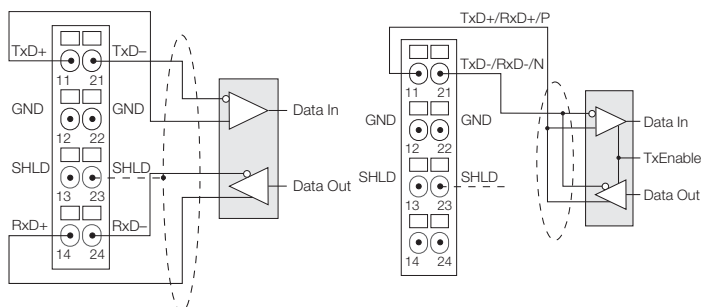 TxD+ TxD–
11 21
GND GND
12 22
SHLD SHLD
13 23
RxD+ RxD–
14 24
Data In
Data Out
TxD+/RxD+/P
TxD-/RxD-/N
11 21
GND GND
12 22
SHLD SHLD
13 23
14 24
Data In
TxEnable
Data Out